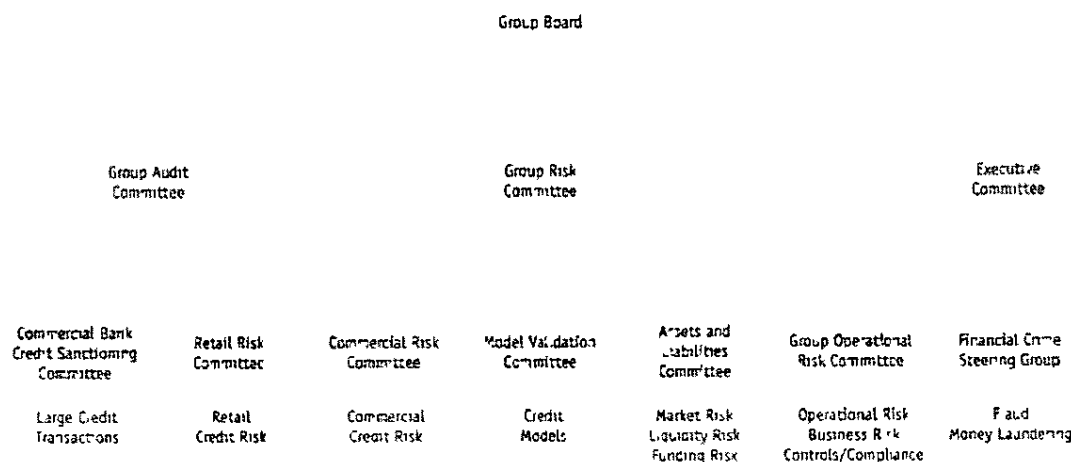 Group Board
Group Audit
Committee
Group Risk
Committee
Executive
Committee
Commercial Bank
Credit Sanctioning
Committee
Retail Risk
Committee
Commercial Risk
Committee
Model Validation
Committee
Assets and
Liabilities
Committee
Group Operational
Risk Committee
Financial Crime
Steering Group
Large Credit
Transactions
Retail
Credit Risk
Commercial
Credit Risk
Credit
Models
Market Risk
Liquidity Risk
Funding Risk
Operational Risk
Business Risk
Controls/Compliance
Fraud
Money Laundering